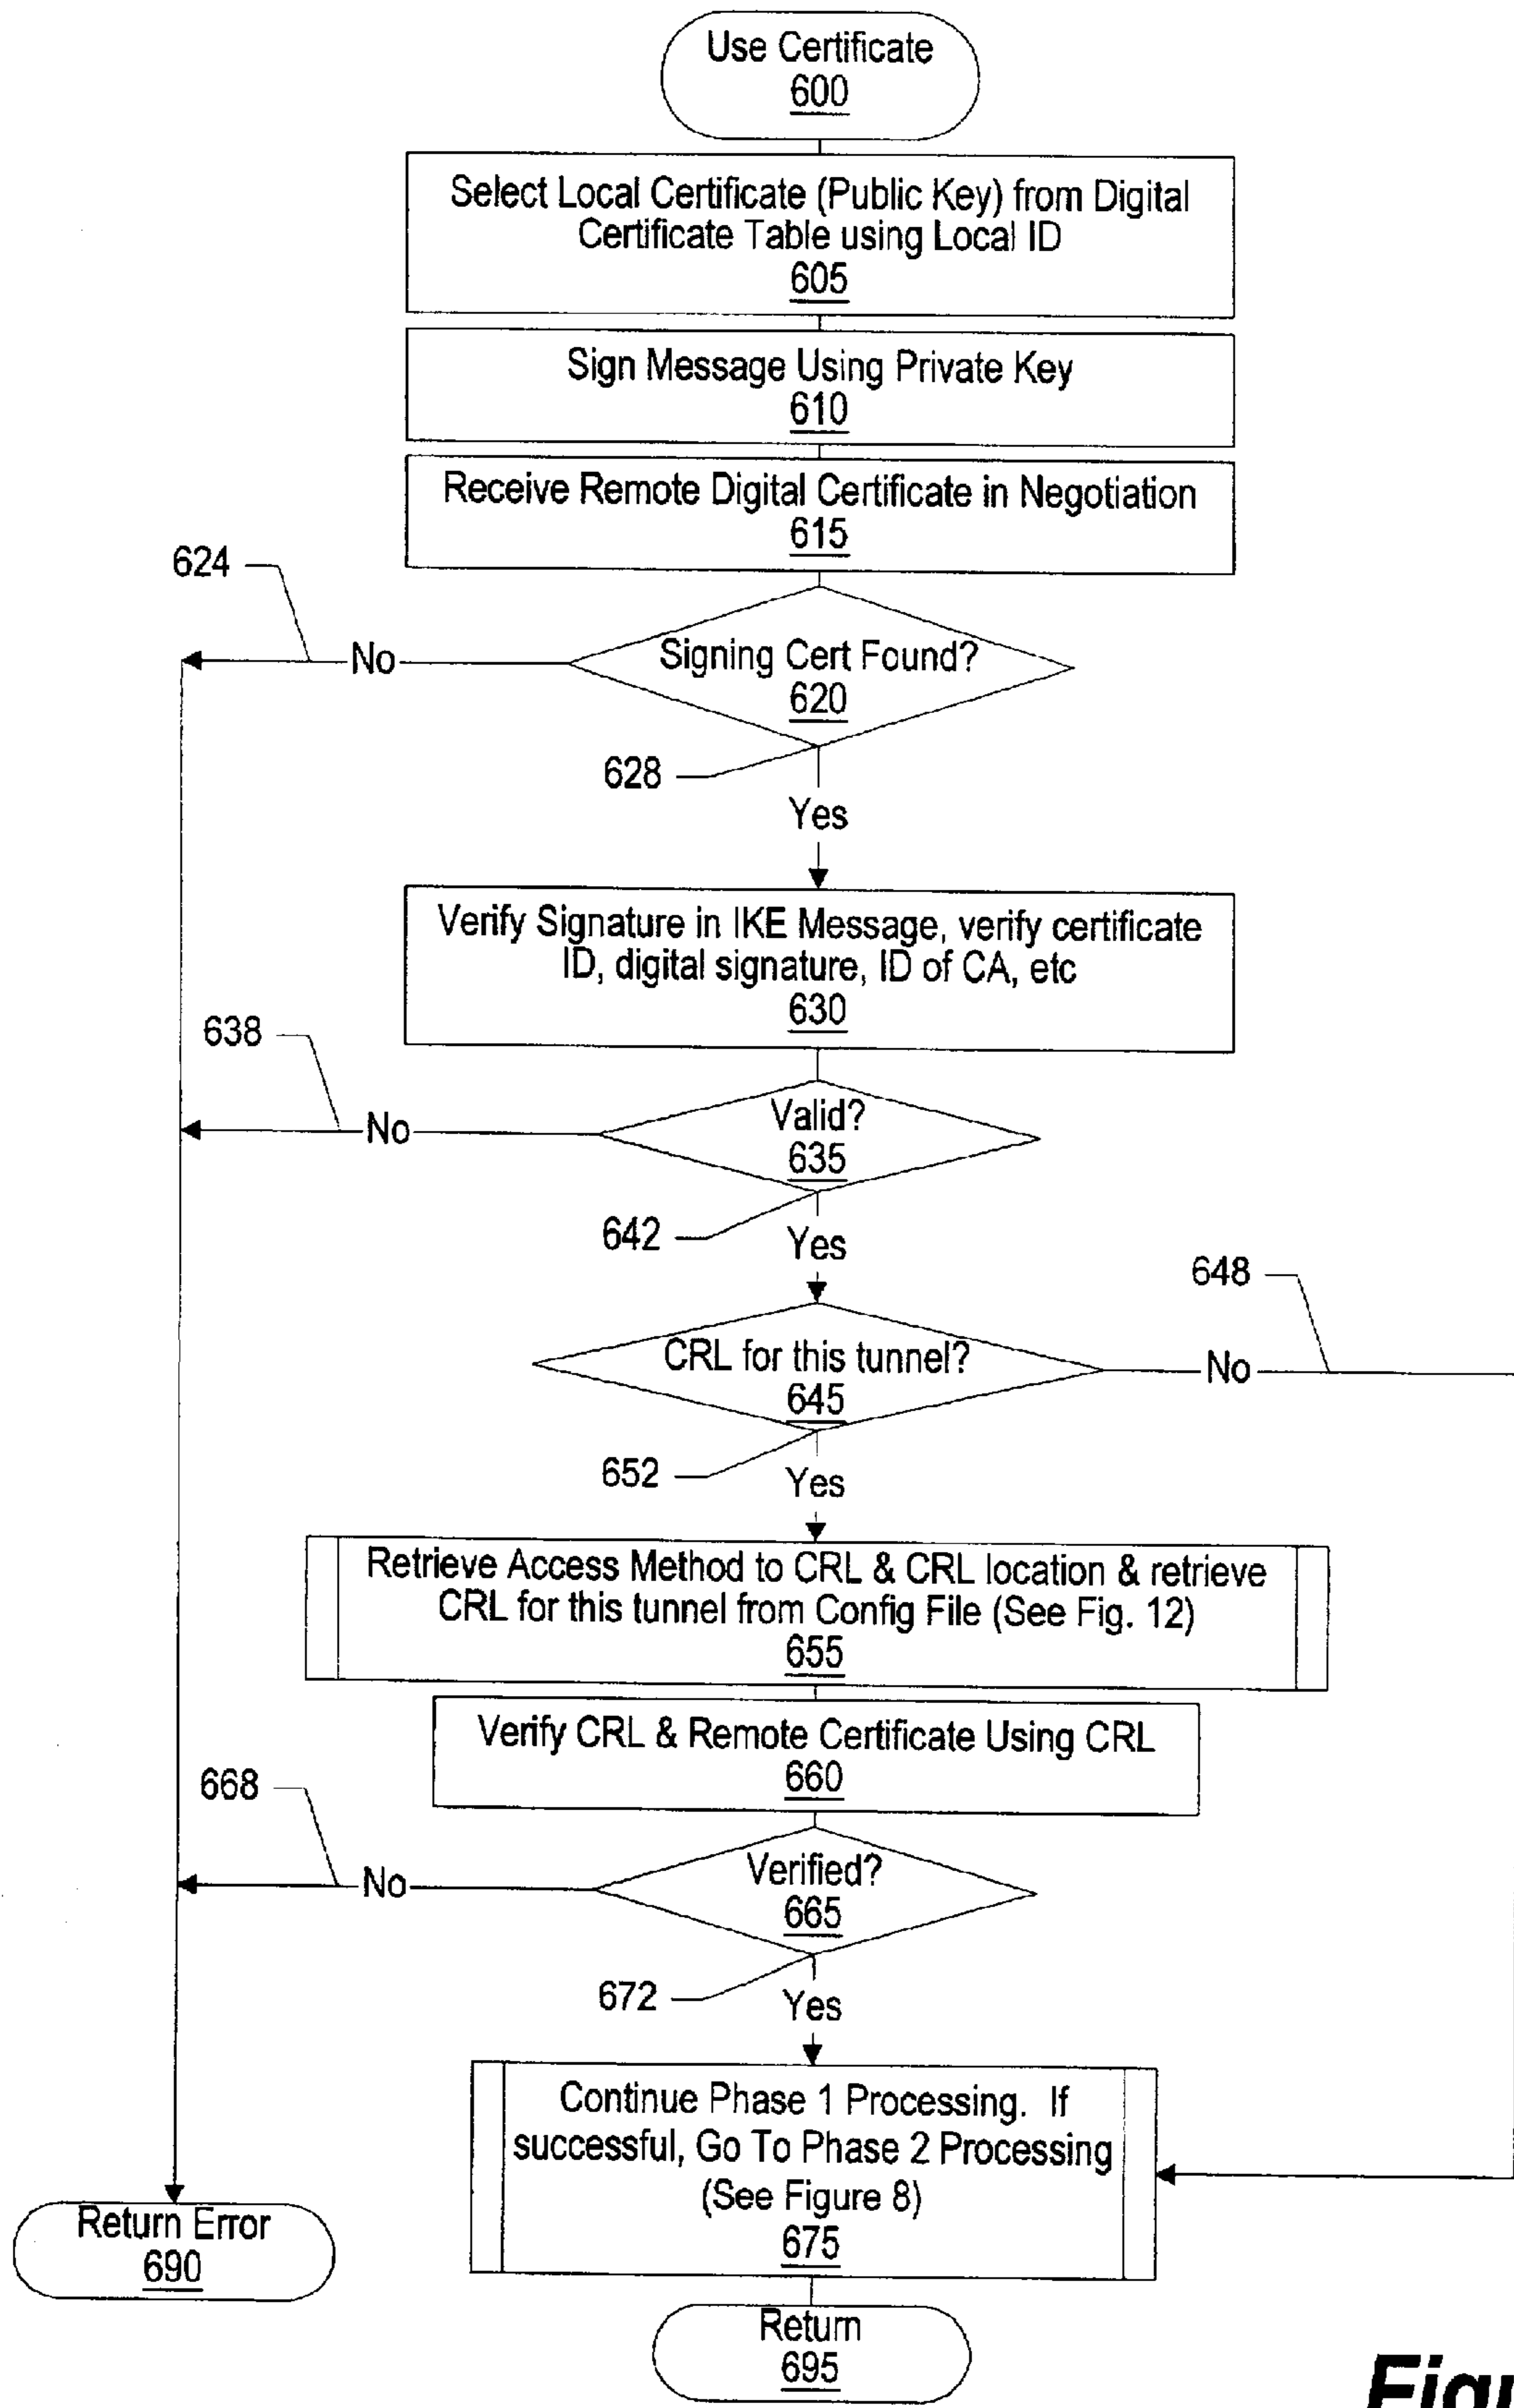 Use Certificate
600
Select Local Certificate (Public Key) from Digital
Certificate Table using Local ID
605
Sign Message Using Private Key
610
Receive Remote Digital Certificate in Negotiation
615
624
No
Signing Cert Found?
620
628
Yes
Verify Signature in IKE Message, verify certificate
ID, digital signature, ID of CA, etc
630
638
No
Valid?
635
642
Yes
648
CRL for this tunnel?
645
No
652
Yes
Retrieve Access Method to CRL & CRL location & retrieve
CRL for this tunnel from Config File (See Fig. 12)
655
Verify CRL & Remote Certificate Using CRL
660
668
No
Verified?
665
672
Yes
Continue Phase 1 Processing. If
successful, Go To Phase 2 Processing
(See Figure 8)
675
Return Error
690
Return
695